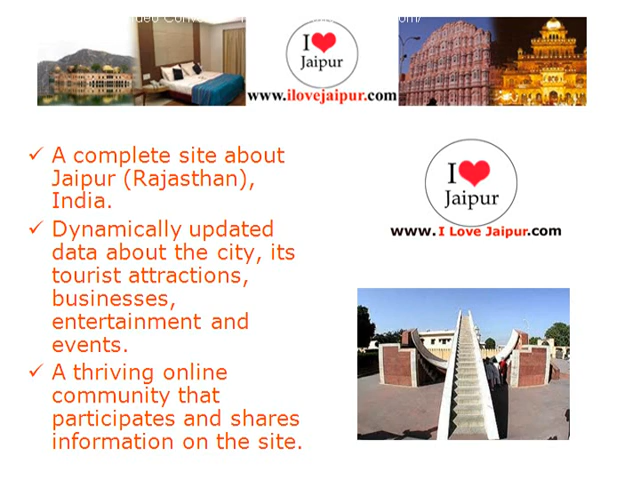 I
Jaipur
www.ilovejaipur.com
✓ A complete site about
Jaipur (Rajasthan),
India.
✓ Dynamically updated
data about the city, its
tourist attractions,
businesses,
entertainment and
events.
✓ A thriving online
community that
participates and shares
information on the site.
I
Jaipur
www. I Love Jaipur.com